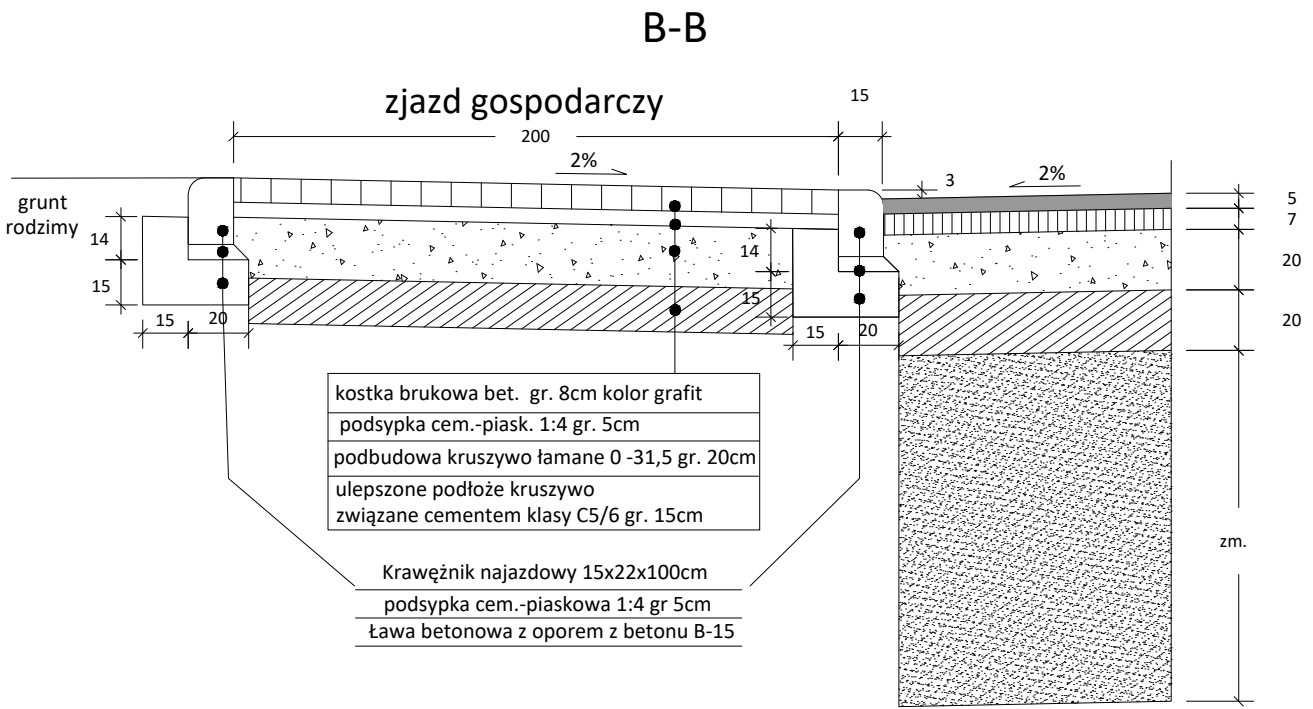 B-B
zjazd gospodarczy
15
200
2%
3
2%
grunt
rodzimy
5
7
14
14
20
15
15
20
15
20
15
20
kostka brukowa bet. gr. 8cm kolor grafit
podsypka cem.-piask. 1:4 gr. 5cm
podbudowa kruszywo łamane 0 -31,5 gr. 20cm
ulepszone podłoże kruszywo
związane cementem klasy C5/6 gr. 15cm
zm.
Krawężnik najazdowy 15x22x100cm
podsypka cem.-piaskowa 1:4 gr 5cm
Ława betonowa z oporem z betonu B-15